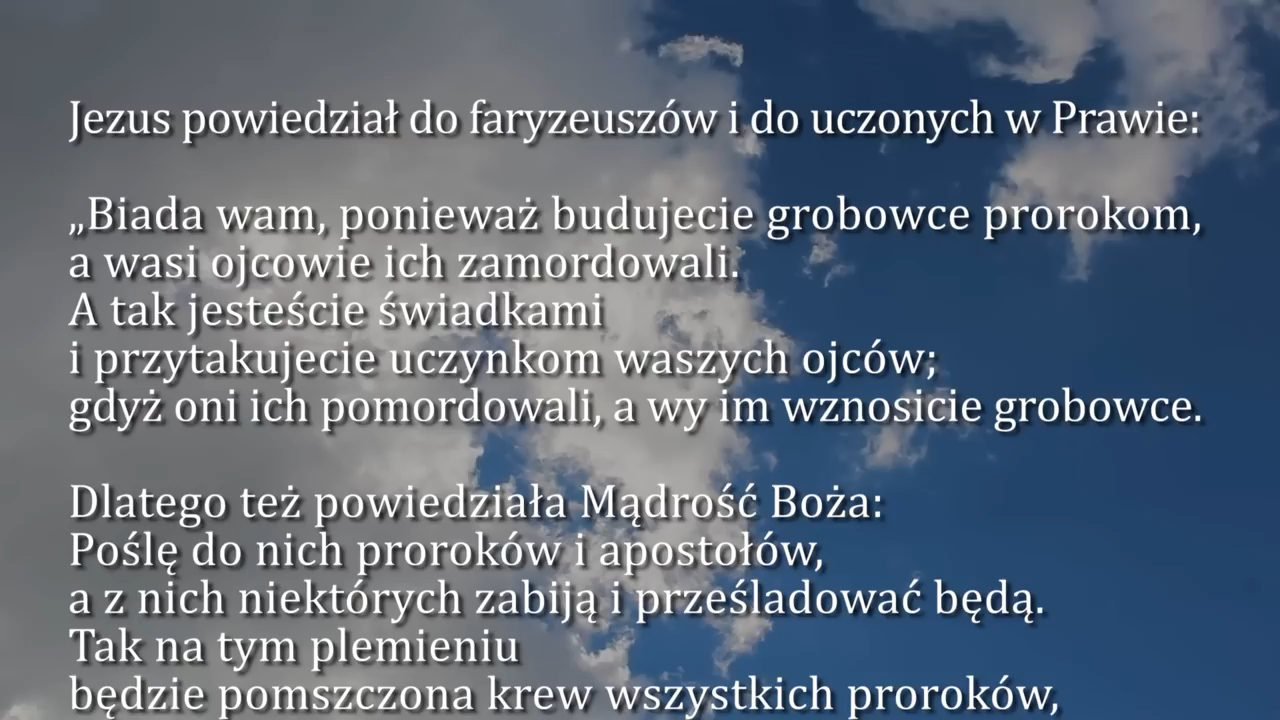 Jezus powiedział do faryzeuszów i do uczonych w Prawie:
„Biada wam, ponieważ budujecie grobowce prorokom,
a wasi ojcowie ich zamordowali.
A tak jesteście świadkami
i przytakujecie uczynkom waszych ojców;
gdyż oni ich pomordowali, a wy im wznosicie grobowce.
Dlatego też powiedziała Mądrość Boża:
Poślę do nich proroków i apostołów,
a z nich niektórych zabiją i prześladować będą.
Tak na tym plemieniu
będzie pomszczona krew wszystkich proroków,